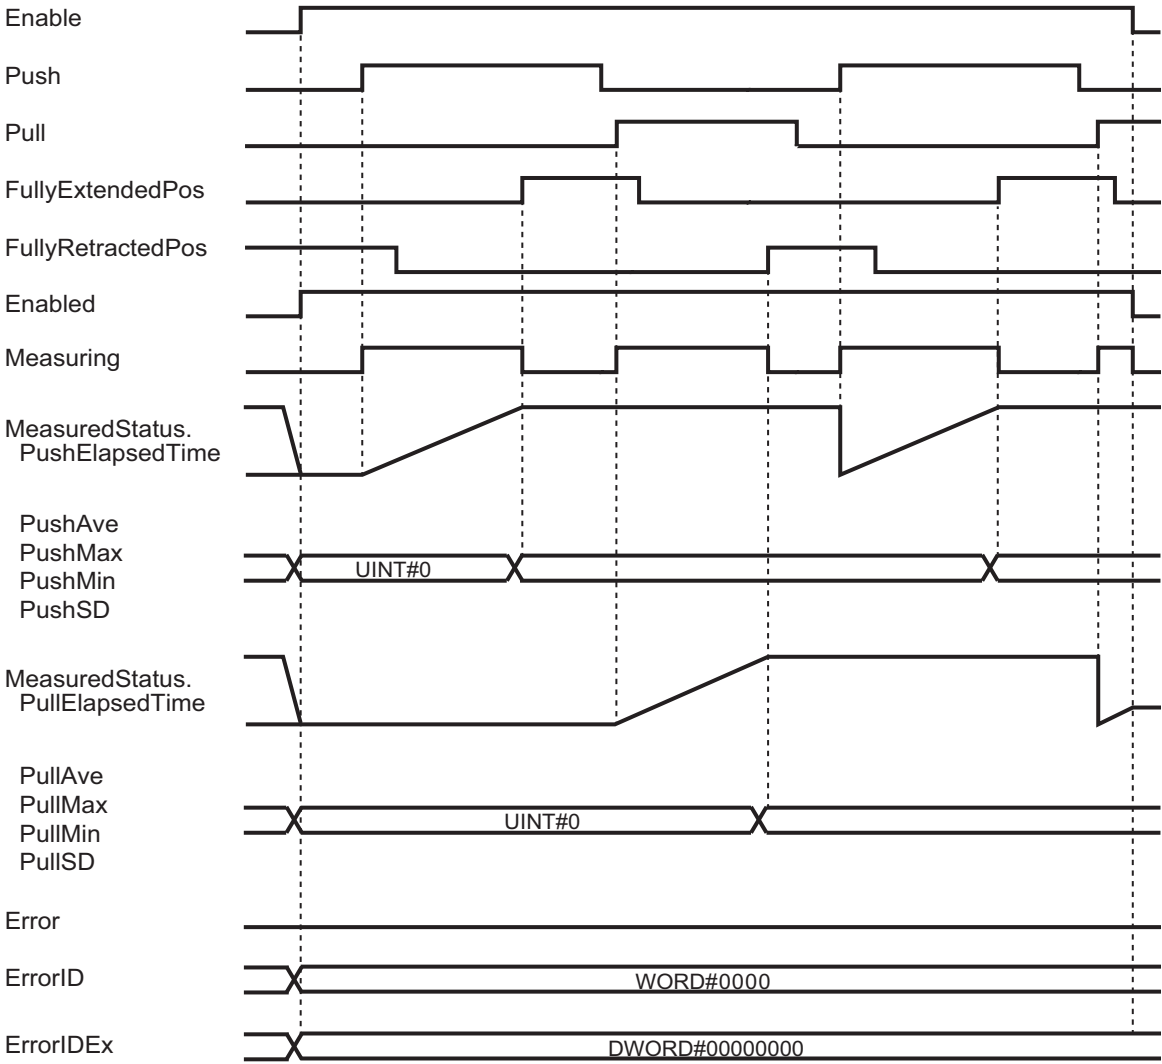 Enable
Push
Pull
FullyExtendedPos
FullyRetractedPos
Enabled
Measuring
MeasuredStatus.
PushElapsedTime
PushAve
PushMax
PushMin
PushSD
UINT#0
MeasuredStatus.
PullElapsedTime
PullAve
PullMax
PullMin
PullSD
UINT#0
Error
ErrorID
WORD#0000
ErrorIDEx
DWORD#00000000